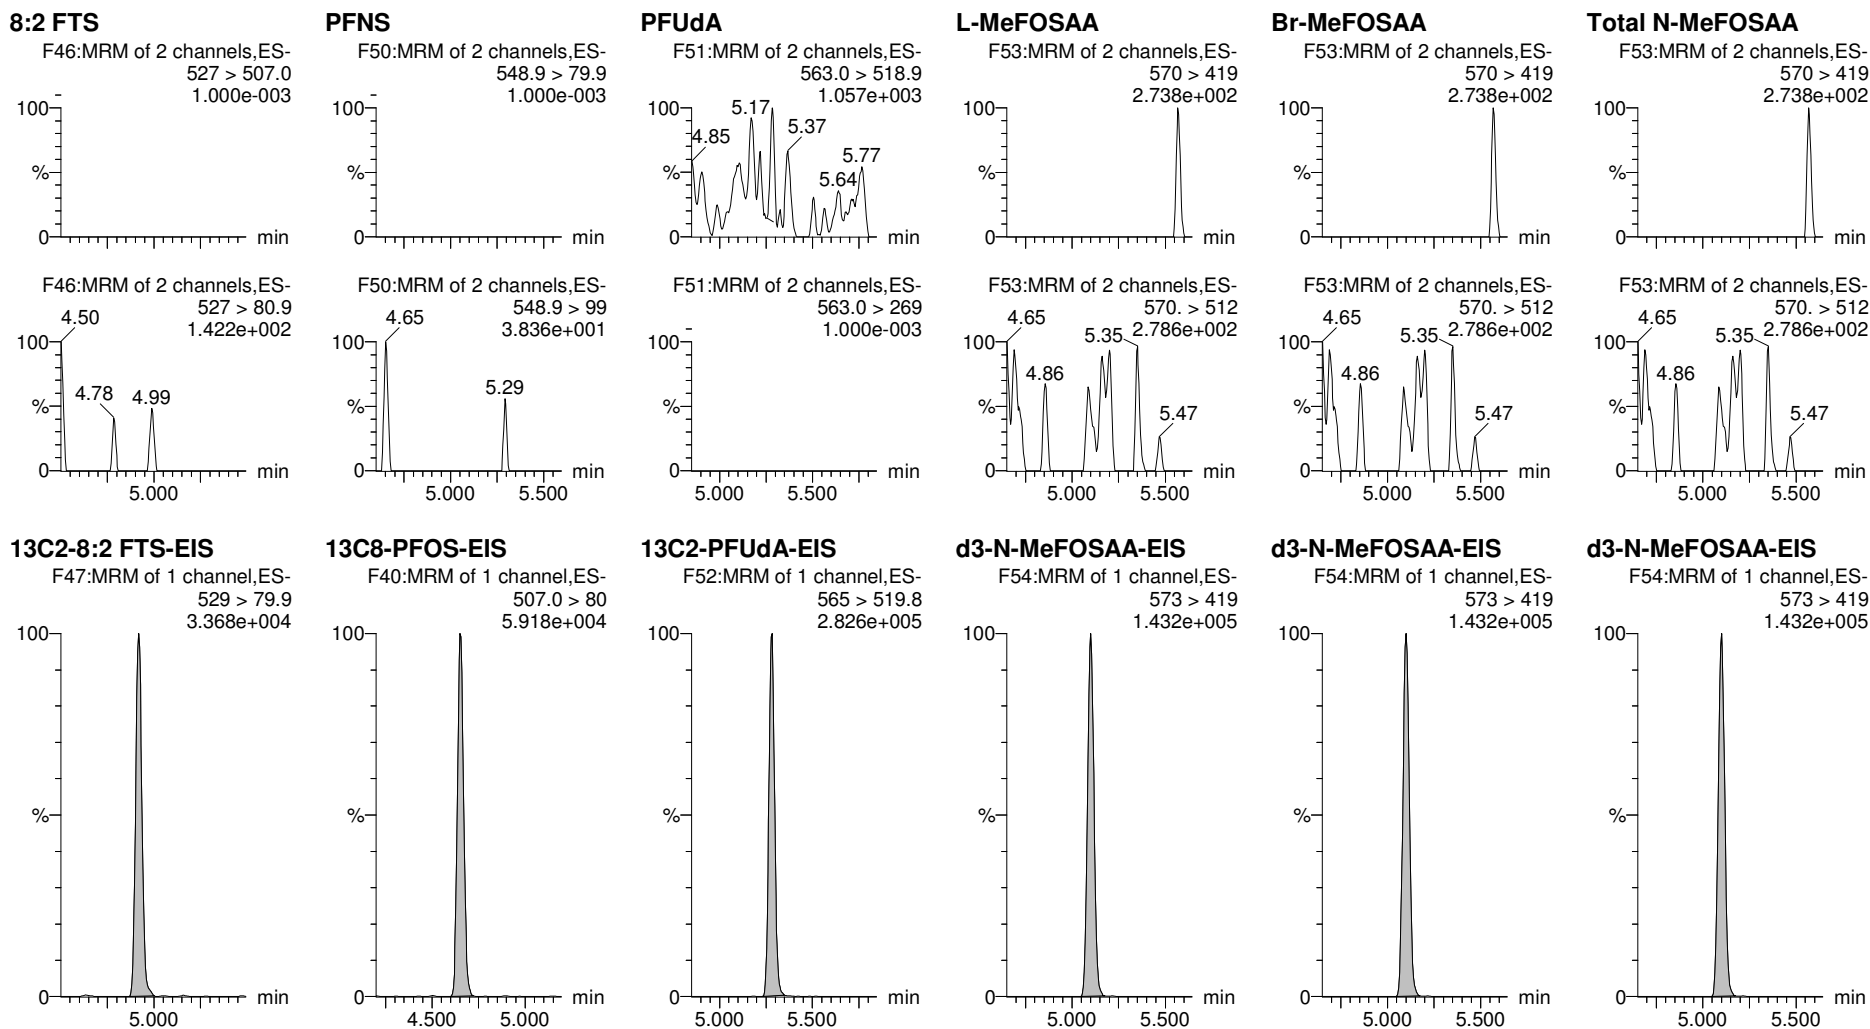 8:2 FTS
F46:MRM of 2 channels,ES-
527 > 507.0
1.000e-003
100
%
0
min
F46:MRM of 2 channels,ES-
527 > 80.9
1.422e+002
4.50
100
4.78
4.99
%
0
min
5.000
PFNS
F50:MRM of 2 channels,ES-
548.9 > 79.9
1.000e-003
100
%
0
min
F50:MRM of 2 channels,ES-
548.9 > 99
3.836e+001
4.65
100
5.29
%
0
min
5.000 5.500
PFUdA
F51:MRM of 2 channels,ES-
563.0 > 518.9
1.057e+003
100
5.17
5.37
4.85
5.77
%
5.64
0
min
F51:MRM of 2 channels,ES-
563.0 > 269
1.000e-003
100
%
0
min
5.000 5.500
L-MeFOSAA
F53:MRM of 2 channels,ES-
570 > 419
2.738e+002
100
%
0
min
F53:MRM of 2 channels,ES-
570. > 512
2.786e+002
4.65
5.35
100
4.86
%
5.47
0
min
5.000 5.500
Br-MeFOSAA
F53:MRM of 2 channels,ES-
570 > 419
2.738e+002
100
%
0
min
F53:MRM of 2 channels,ES-
570. > 512
2.786e+002
4.65
5.35
100
4.86
%
5.47
0
min
5.000 5.500
Total N-MeFOSAA
F53:MRM of 2 channels,ES-
570 > 419
2.738e+002
100
%
0
min
F53:MRM of 2 channels,ES-
570. > 512
2.786e+002
4.65
5.35
100
4.86
%
5.47
0
min
5.000 5.500
13C2-8:2 FTS-EIS
F47:MRM of 1 channel,ES-
529 > 79.9
3.368e+004
100
%
0
min
5.000
13C8-PFOS-EIS
F40:MRM of 1 channel,ES-
507.0 > 80
5.918e+004
100
%
0
min
4.500 5.000
13C2-PFUdA-EIS
F52:MRM of 1 channel,ES-
565 > 519.8
2.826e+005
100
%
0
min
5.000 5.500
d3-N-MeFOSAA-EIS
F54:MRM of 1 channel,ES-
573 > 419
1.432e+005
100
%
0
min
5.000 5.500
d3-N-MeFOSAA-EIS
F54:MRM of 1 channel,ES-
573 > 419
1.432e+005
100
%
0
min
5.000 5.500
d3-N-MeFOSAA-EIS
F54:MRM of 1 channel,ES-
573 > 419
1.432e+005
100
%
0
min
5.000 5.500